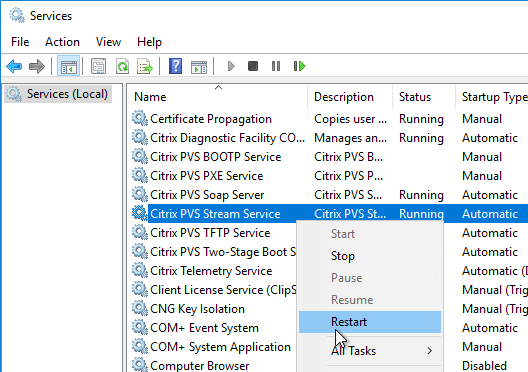 Services
File Action View Help
Services (Local)
Name Description Status Startup Type
Certificate Propagation Copies user ... Running Manual
Citrix Diagnostic Facility CO... Manages an... Running Automatic
Citrix PVS BOOTP Service Citrix PVS B... Manual
Citrix PVS PXE Service Citrix PVS P... Manual
Citrix PVS Soap Server Citrix PVS S... Running Automatic
Citrix PVS Stream Service Citrix PVS St... Running Automatic
Citrix PVS TFTP Service Automatic
Citrix PVS Two-Stage Boot S Automatic
Citrix Telemetry Service Automatic (D
Client License Service (ClipS Manual (Trig
CNG Key Isolation Manual (Trig
COM+ Event System Automatic
COM+ System Application Manual
Computer Browser Disabled
Start
Stop
Pause
Resume
Restart
All Tasks